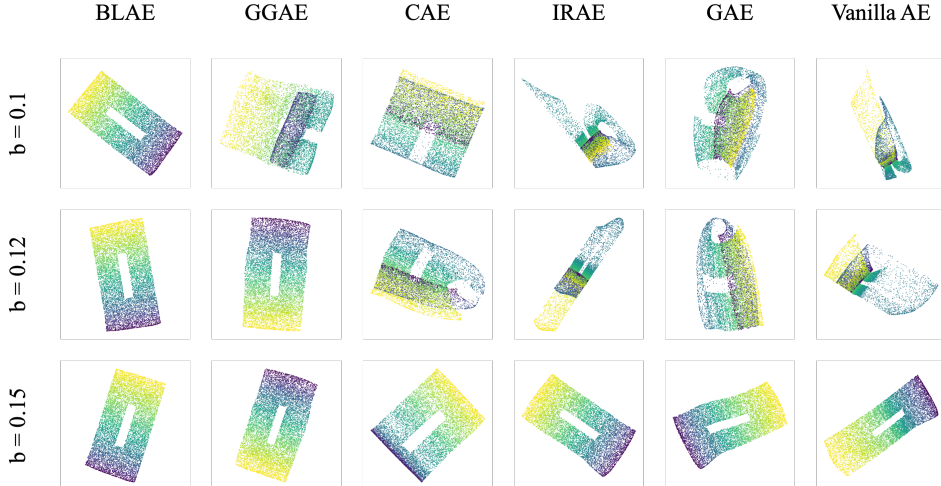 BLAE GGAE CAE IRAE GAE Vanilla AE
b = 0.1
b = 0.12
b = 0.15